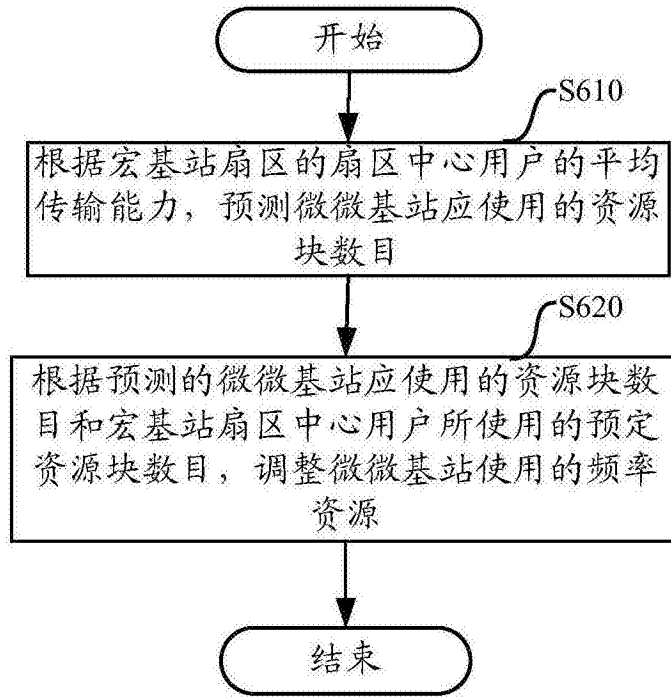 开始
S610
根据宏基站扇区的扇区中心用户的平均
传输能力，预测微微基站应使用的资源
块数目
S620
根据预测的微微基站应使用的资源块数
目和宏基站扇区中心用户所使用的预定
资源块数目，调整微微基站使用的频率
资源
结束